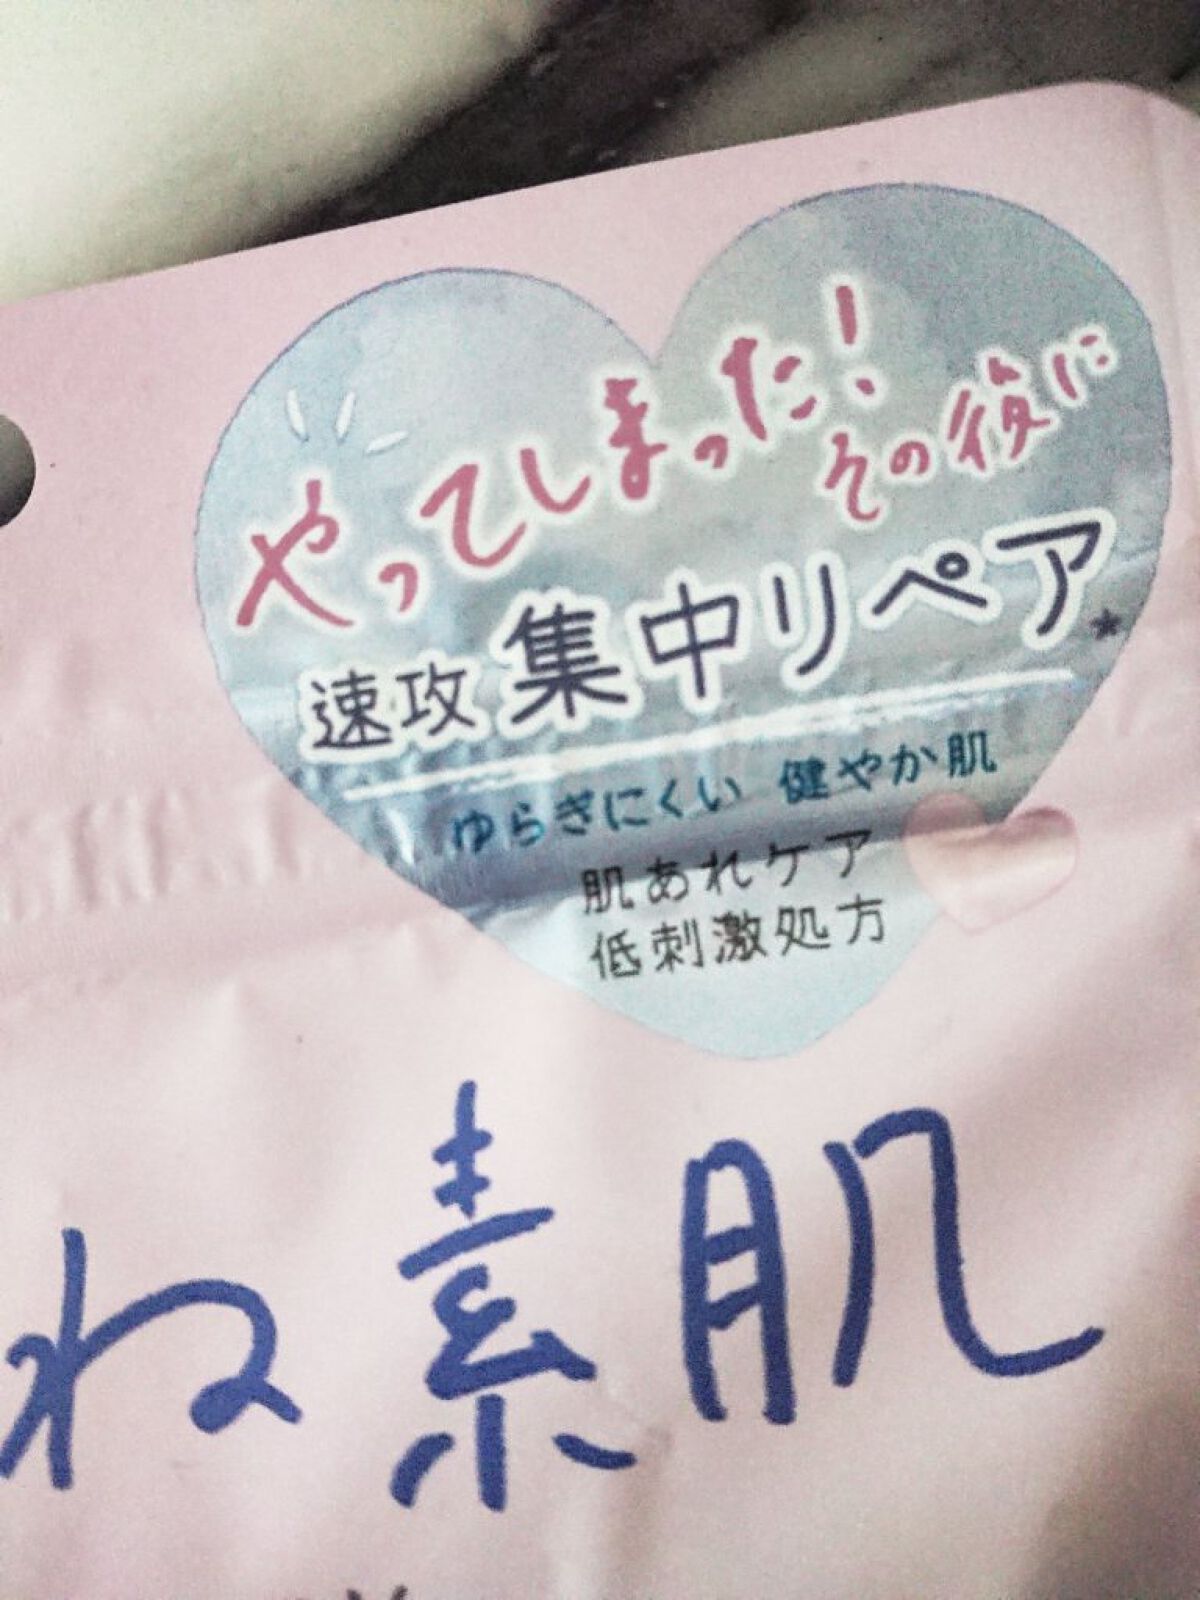 やってしまった!
その後に
速攻 集中リペア★
ゆらぎにくい 健やか肌
肌あれケア
低刺激処方
ね素肌